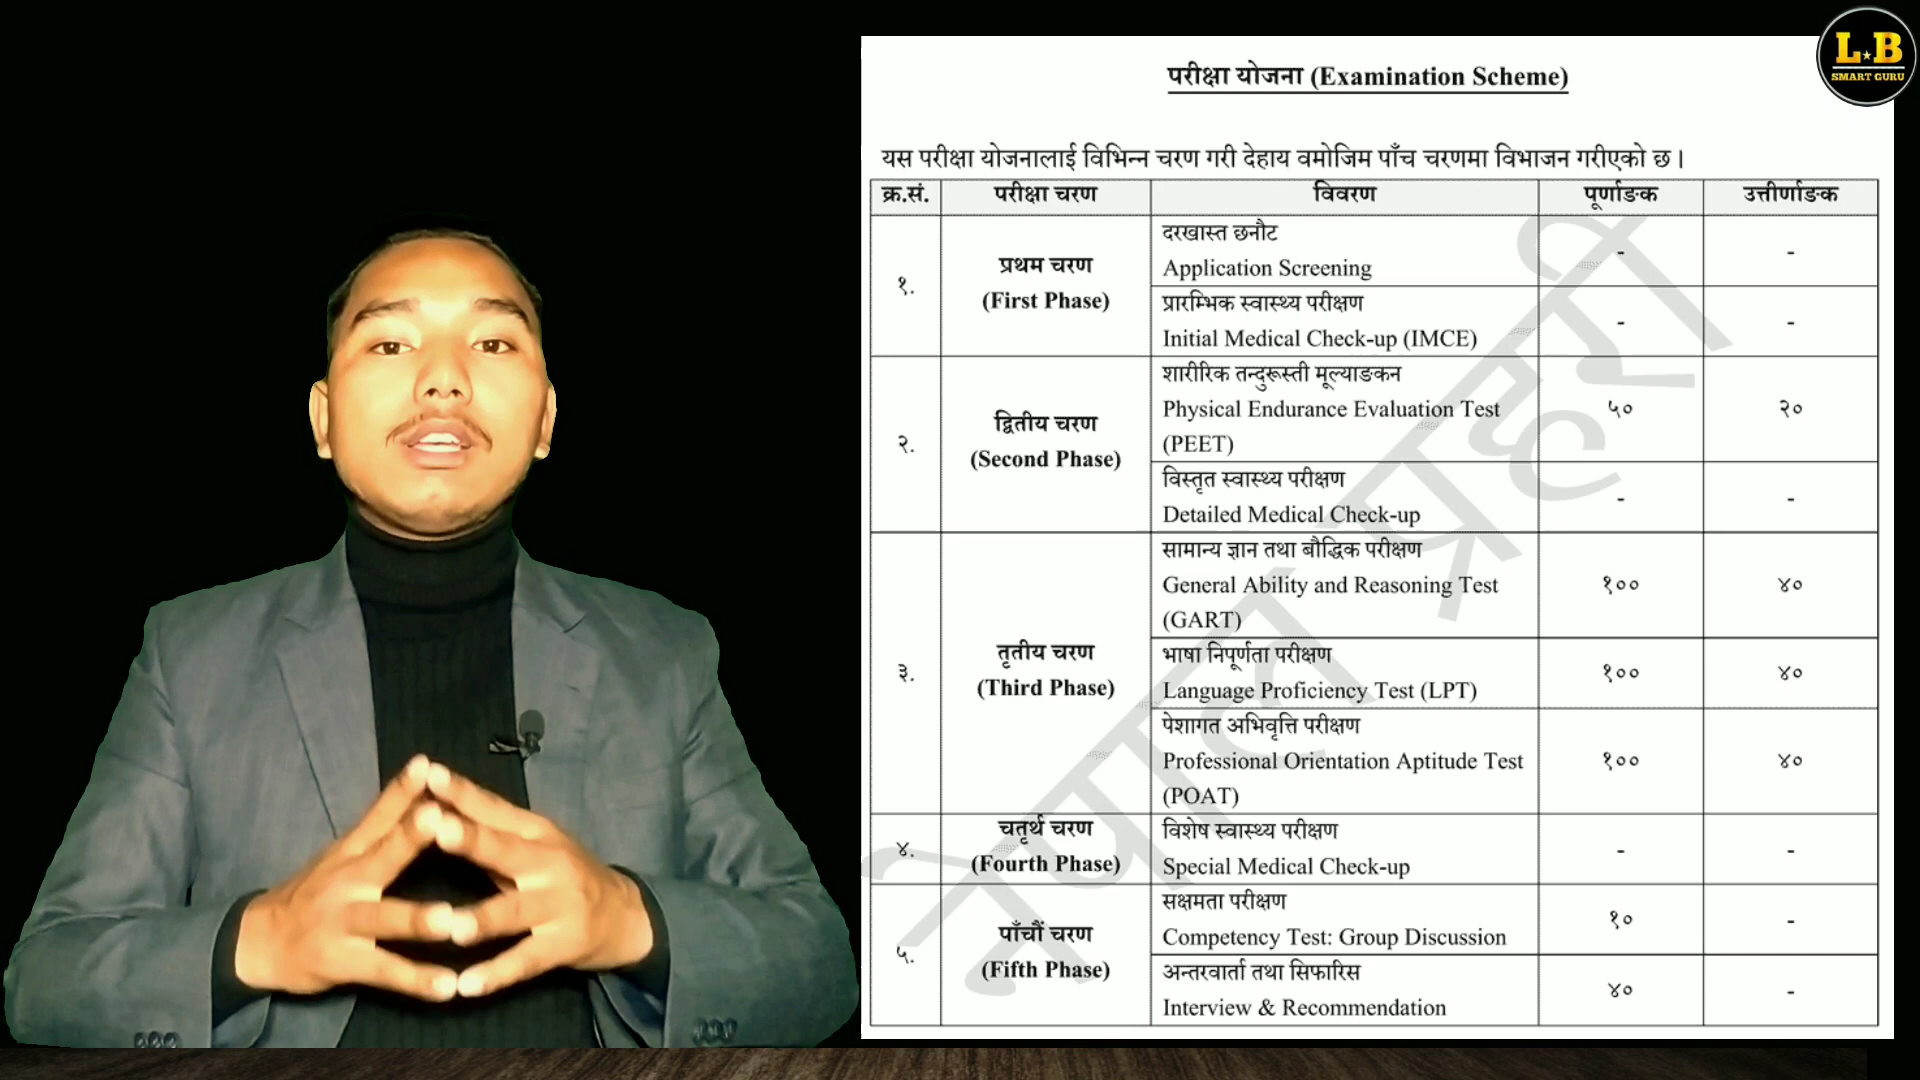 L★B
SMART GURU
परीक्षा योजना (Examination Scheme)
यस परीक्षा योजनालाई विभिन्न चरण गरी देहाय वमोजिम पाँच चरणमा विभाजन गरीएको छ।
क्र.सं. परीक्षा चरण विवरण पूर्णाङक उत्तीर्णाङक
१. प्रथम चरण (First Phase)
दरखास्त छनौट
Application Screening - -
प्रारम्भिक स्वास्थ्य परीक्षण
Initial Medical Check-up (IMCE) - -
२. द्वितीय चरण (Second Phase)
शारीरिक तन्दुरूस्ती मूल्याङकन
Physical Endurance Evaluation Test ५० २०
(PEET)
विस्तृत स्वास्थ्य परीक्षण
Detailed Medical Check-up - -
३. तृतीय चरण (Third Phase)
सामान्य ज्ञान तथा बौद्धिक परीक्षण
General Ability and Reasoning Test १०० ४०
(GART)
भाषा निपूर्णता परीक्षण
Language Proficiency Test (LPT) १०० ४०
पेशागत अभिवृत्ति परीक्षण
Professional Orientation Aptitude Test १०० ४०
(POAT)
४. चतृर्थ चरण (Fourth Phase)
विशेष स्वास्थ्य परीक्षण
Special Medical Check-up - -
५. पाँचौं चरण (Fifth Phase)
सक्षमता परीक्षण
Competency Test: Group Discussion १० -
अन्तरवार्ता तथा सिफारिस
Interview & Recommendation ४० -
नेपाल प्रहरी